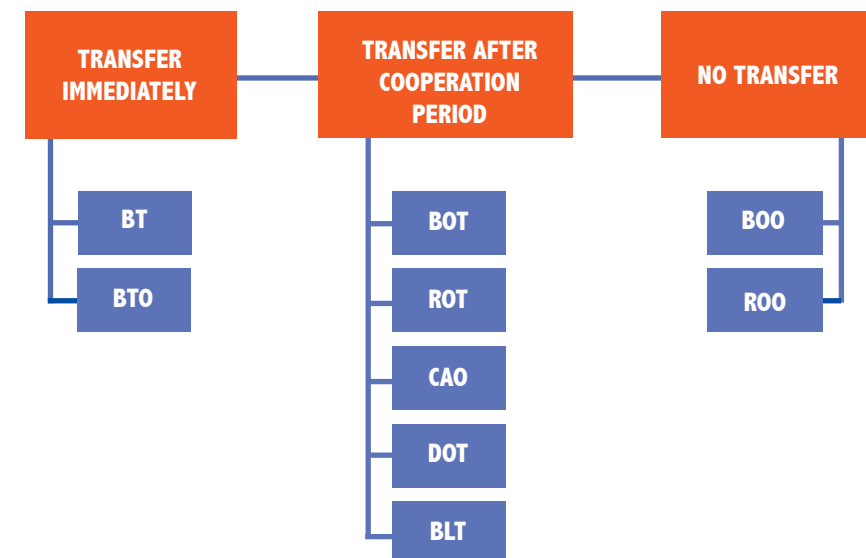 TRANSFER
IMMEDIATELY
TRANSFER AFTER
COOPERATION
PERIOD
NO TRANSFER
BT
BTO
BOT
ROT
CAO
DOT
BLT
BOO
ROO